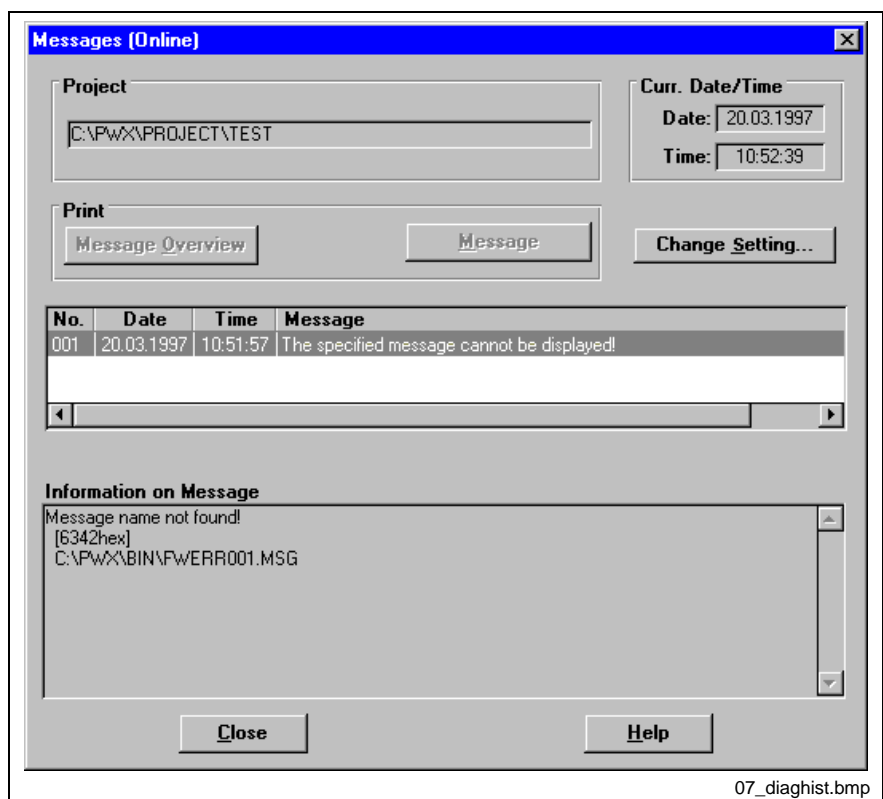 Messages (Online)
Project
C:\PWX\PROJECT\TEST
Curr. Date/Time
Date: 20.03.1997
Time: 10:52:39
Print
Message Overview
Message
Change Setting...
No. Date Time Message
001 20.03.1997 10:51:57 The specified message cannot be displayed!
Information on Message
Message name not found!
[6342hex]
C:\PWX\BIN\FWERR001.MSG
Close
Help
07_diaghist.bmp